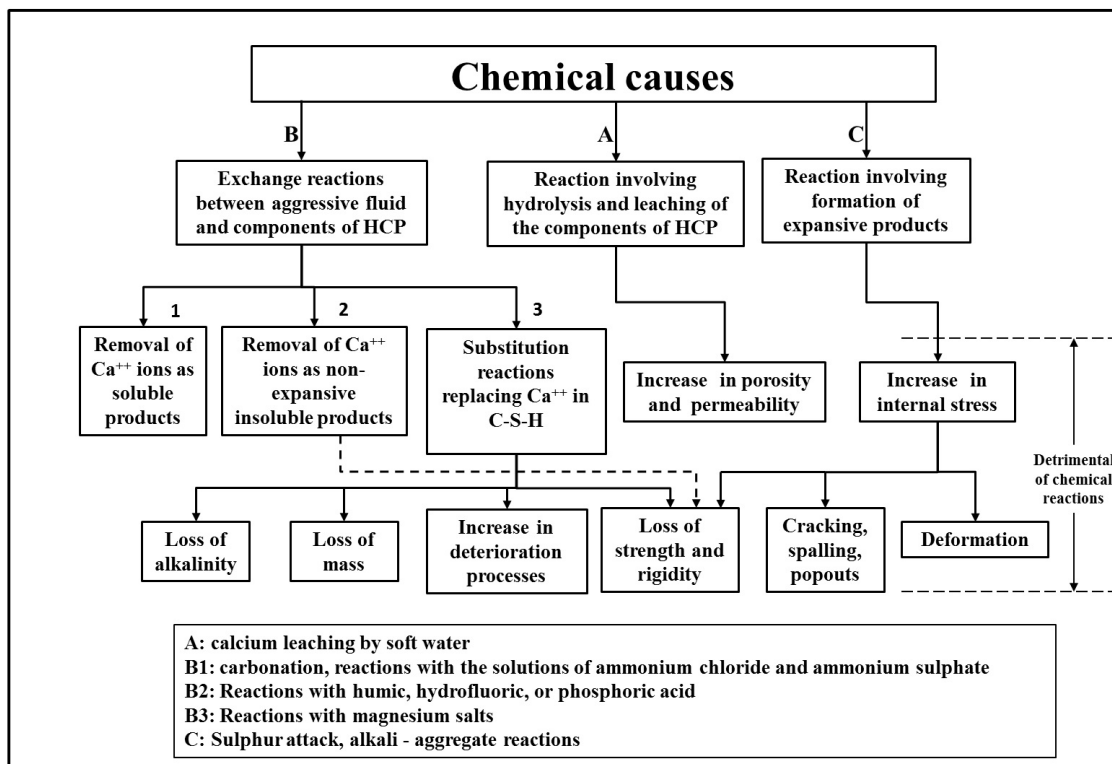 Chemical causes
B
A
C
Exchange reactions
between aggressive fluid
and components of HCP
Reaction involving
hydrolysis and leaching of
the components of HCP
Reaction involving
formation of
expansive products
1
2
3
Removal of
Ca⁺⁺ ions as
soluble
products
Removal of Ca⁺⁺
ions as non-
expansive
insoluble products
Substitution
reactions
replacing Ca⁺⁺ in
C-S-H
Increase in porosity
and permeability
Increase in
internal stress
Detrimental
of chemical
reactions
Loss of
alkalinity
Loss of
mass
Increase in
deterioration
processes
Loss of
strength and
rigidity
Cracking,
spalling,
popouts
Deformation
A: calcium leaching by soft water
B1: carbonation, reactions with the solutions of ammonium chloride and ammonium sulphate
B2: Reactions with humic, hydrofluoric, or phosphoric acid
B3: Reactions with magnesium salts
C: Sulphur attack, alkali - aggregate reactions